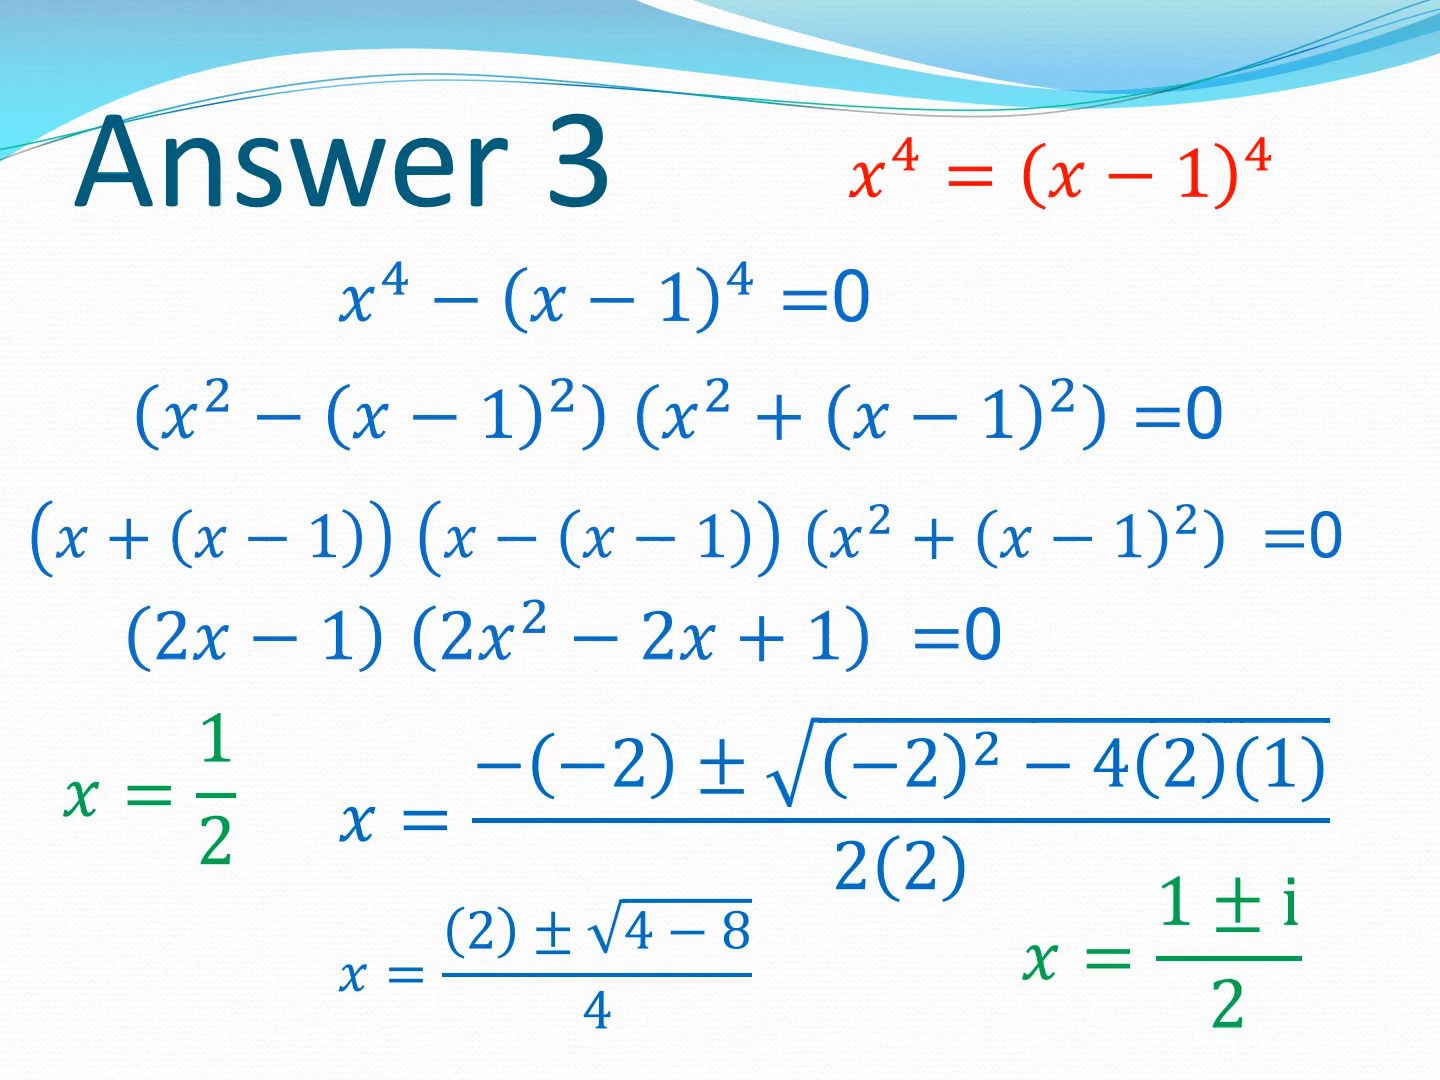 Answer 3
x⁴ = (x − 1)⁴
x⁴ − (x − 1)⁴ =0
(x² − (x − 1)²) (x² + (x − 1)²) =0
(x + (x − 1)) (x − (x − 1)) (x² + (x − 1)²) =0
(2x − 1) (2x² − 2x + 1) =0
x = 1/2
x = (−(−2) ± √((−2)² − 4(2)(1)))/(2(2))
x = ((2) ± √(4 − 8))/4
x = (1 ± i)/2